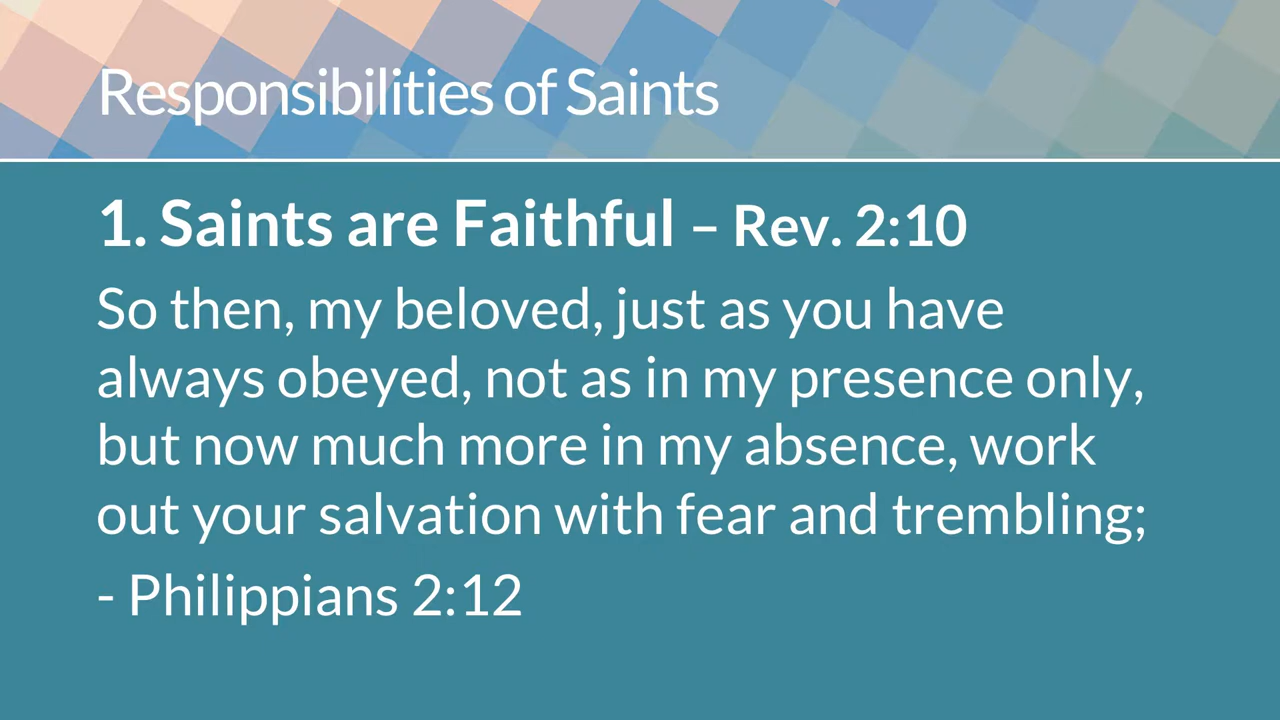 Responsibilities of Saints
1. Saints are Faithful – Rev. 2:10
So then, my beloved, just as you have
always obeyed, not as in my presence only,
but now much more in my absence, work
out your salvation with fear and trembling;
- Philippians 2:12